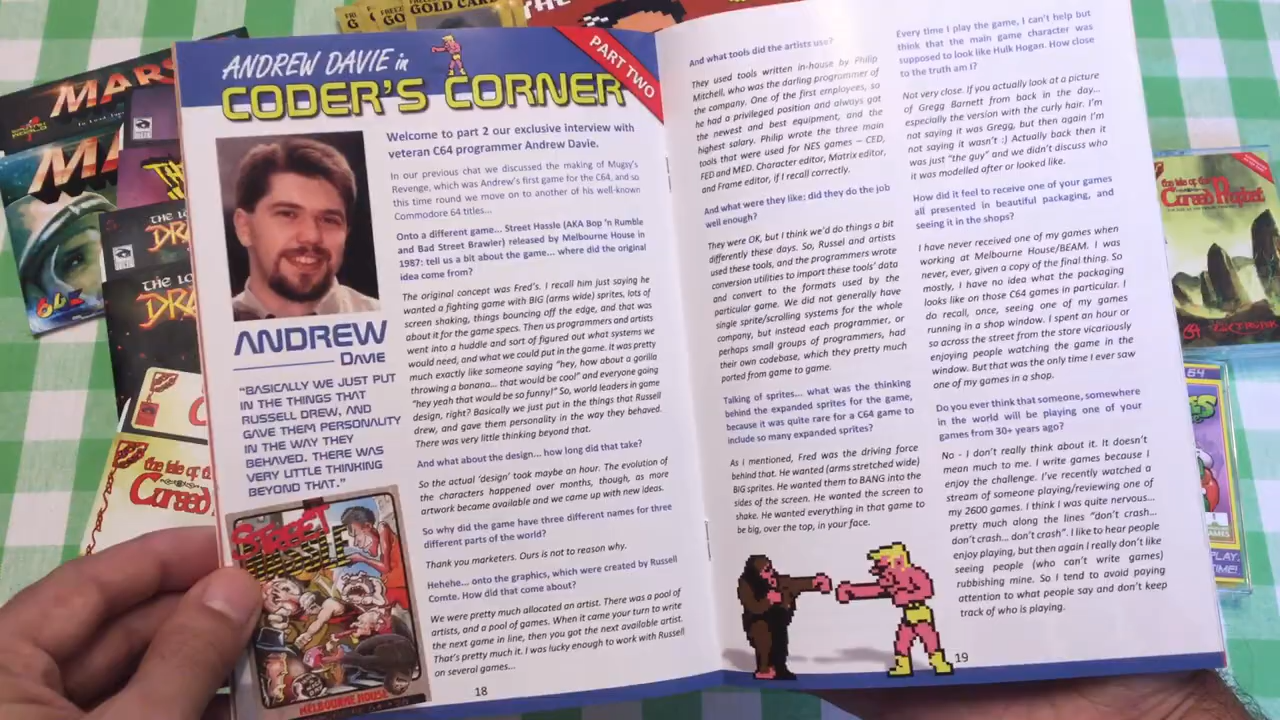 GOLD CARD
THE
MARS
ANDREW DAVIE in
CODER'S CORNER
PART TWO
Welcome to part 2 our exclusive interview with
veteran C64 programmer Andrew Davie.
In our previous chat we discussed the making of Mugsy's
Revenge, which was Andrew's first game for the C64, and so
this time round we move on to another of his well-known
Commodore 64 titles...
Onto a different game... Street Hassle (AKA Bop 'n Rumble
and Bad Street Brawler) released by Melbourne House in
1987: tell us a bit about the game... where did the original
idea come from?
The original concept was Fred's. I recall him just saying he
wanted a fighting game with BIG (arms wide) sprites, lots of
screen shaking, things bouncing off the edge, and that was
about it for the game specs. Then us programmers and artists
went into a huddle and sort of figured out what systems we
would need, and what we could put in the game. It was pretty
much exactly like someone saying "hey, how about a gorilla
throwing a banana... that would be cool" and everyone going
"hey yeah that would be so funny!" So, world leaders in game
design, right? Basically we just put in the things that Russell
drew, and gave them personality in the way they behaved.
There was very little thinking beyond that.
And what about the design... how long did that take?
So the actual 'design' took maybe an hour. The evolution of
the characters happened over months, though, as more
artwork became available and we came up with new ideas.
So why did the game have three different names for three
different parts of the world?
Thank you marketers. Ours is not to reason why.
Hehehe... onto the graphics, which were created by Russell
Comte. How did that come about?
We were pretty much allocated an artist. There was a pool of
artists, and a pool of games. When it came your turn to write
the next game in line, then you got the next available artist.
That's pretty much it. I was lucky enough to work with Russell
on several games...
ANDREW
DAVIE
"BASICALLY WE JUST PUT
IN THE THINGS THAT
RUSSELL DREW, AND
GAVE THEM PERSONALITY
IN THE WAY THEY
BEHAVED. THERE WAS
VERY LITTLE THINKING
BEYOND THAT."
STREET
HASSLE
MELBOURNE HOUSE
18
And what tools did the artists use?
They used tools written in-house by Philip
Mitchell, who was the darling programmer of
the company. One of the first employees, so
he had a privileged position and always got
the newest and best equipment, and the
highest salary. Philip wrote the three main
tools that were used for NES games – CED,
FED and MED. Character editor, Matrix editor,
and Frame editor, if I recall correctly.
And what were they like: did they do the job
well enough?
They were OK, but I think we'd do things a bit
differently these days. So, Russel and artists
used these tools, and the programmers wrote
conversion utilities to import these tools' data
and convert to the formats used by the
particular game. We did not generally have
single sprite/scrolling systems for the whole
company, but instead each programmer, or
perhaps small groups of programmers, had
their own codebase, which they pretty much
ported from game to game.
Talking of sprites... what was the thinking
behind the expanded sprites for the game,
because it was quite rare for a C64 game to
include so many expanded sprites?
As I mentioned, Fred was the driving force
behind that. He wanted (arms stretched wide)
BIG sprites. He wanted them to BANG into the
sides of the screen. He wanted the screen to
shake. He wanted everything in that game to
be big, over the top, in your face.
Every time I play the game, I can't help but
think that the main game character was
supposed to look like Hulk Hogan. How close
to the truth am I?
Not very close. If you actually look at a picture
of Gregg Barnett from back in the day...
especially the version with the curly hair. I'm
not saying it was Gregg, but then again I'm
not saying it wasn't :) Actually back then it
was just "the guy" and we didn't discuss who
it was modelled after or looked like.
How did it feel to receive one of your games
all presented in beautiful packaging, and
seeing it in the shops?
I have never received one of my games when
working at Melbourne House/BEAM. I was
never, ever, given a copy of the final thing. So
mostly, I have no idea what the packaging
looks like on those C64 games in particular. I
do recall, once, seeing one of my games
running in a shop window. I spent an hour or
so across the street from the store vicariously
enjoying people watching the game in the
window. But that was the only time I ever saw
one of my games in a shop.
Do you ever think that someone, somewhere
in the world will be playing one of your
games from 30+ years ago?
No - I don't really think about it. It doesn't
mean much to me. I write games because I
enjoy the challenge. I've recently watched a
stream of someone playing/reviewing one of
my 2600 games. I think I was quite nervous...
pretty much along the lines "don't crash...
don't crash... don't crash". I like to hear people
enjoy playing, but then again I really don't like
seeing people (who can't write games)
rubbishing mine. So I tend to avoid paying
attention to what people say and don't keep
track of who is playing.
19
the isle of the
Cursed Prophet
64